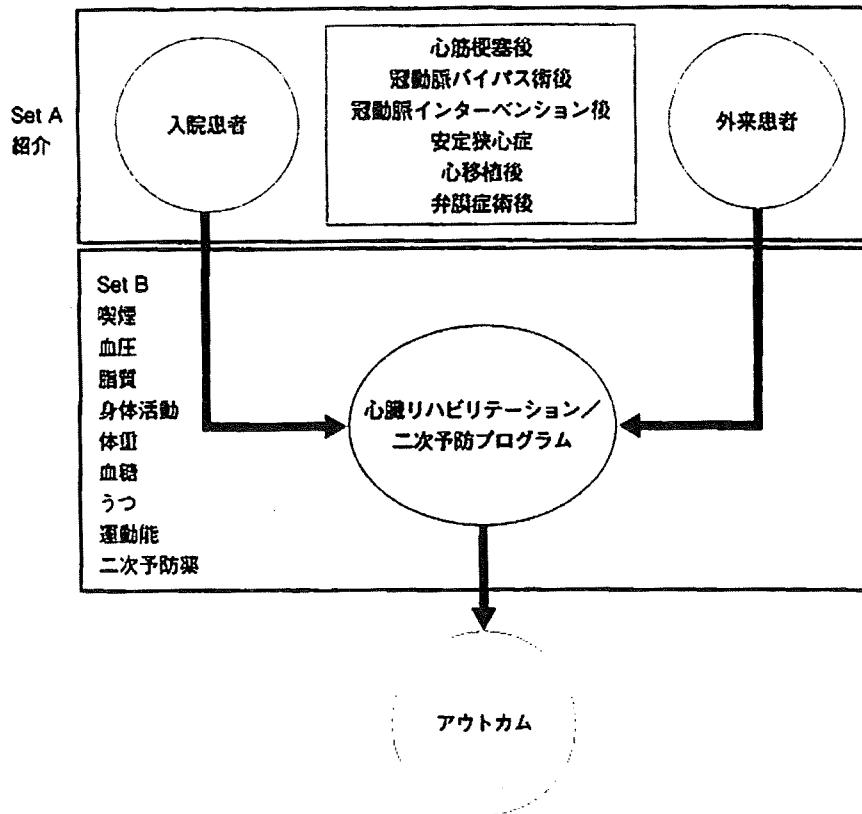 Set A
紹介
入院患者
心筋梗塞後
冠動脈バイパス術後
冠動脈インターベンション後
安定狭心症
心移植後
弁膜症術後
外来患者
Set B
喫煙
血圧
脂質
身体活動
体重
血糖
うつ
運動能
二次予防薬
心臓リハビリテーション／
二次予防プログラム
アウトカム